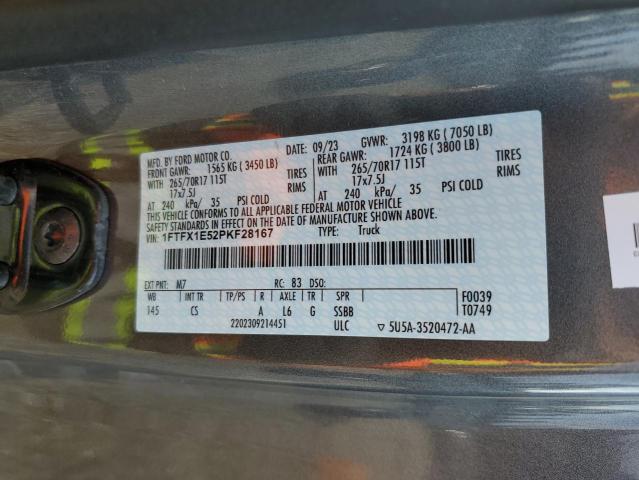 MFD. BY FORD MOTOR CO.
DATE: 09/23 GVWR: 3198 KG ( 7050 LB)
FRONT GAWR: 1565 KG ( 3450 LB) REAR GAWR: 1724 KG ( 3800 LB)
WITH 265/70R17 115T TIRES WITH 265/70R17 115T TIRES
17x7.5J RIMS 17x7.5J RIMS
AT 240 kPa/ 35 PSI COLD AT 240 kPa/ 35 PSI COLD
THIS VEHICLE CONFORMS TO ALL APPLICABLE FEDERAL MOTOR VEHICLE
SAFETY STANDARDS IN EFFECT ON THE DATE OF MANUFACTURE SHOWN ABOVE.
VIN: 1FTFX1E52PKF28167 TYPE: Truck
EXT PNT: M7 RC: 83 DSO:
WB INT TR TP/PS R AXLE TR SPR F0039
145 CS A L6 G SSBB T0749
2202309214451 ULC 5U5A-3520472-AA